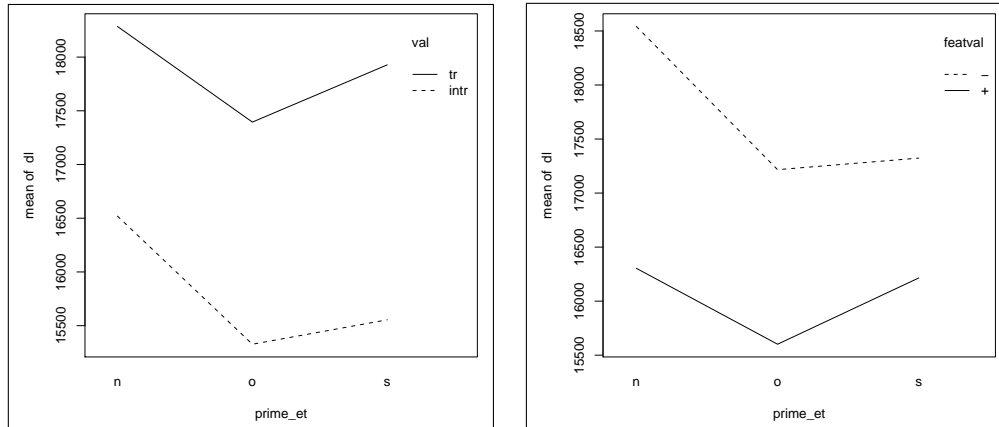 val
tr
intr
18000
17500
17000
16500
16000
15500
mean of dl
n o s
prime_et
featval
−
+
18500
18000
17500
17000
16500
16000
15500
mean of dl
n o s
prime_et